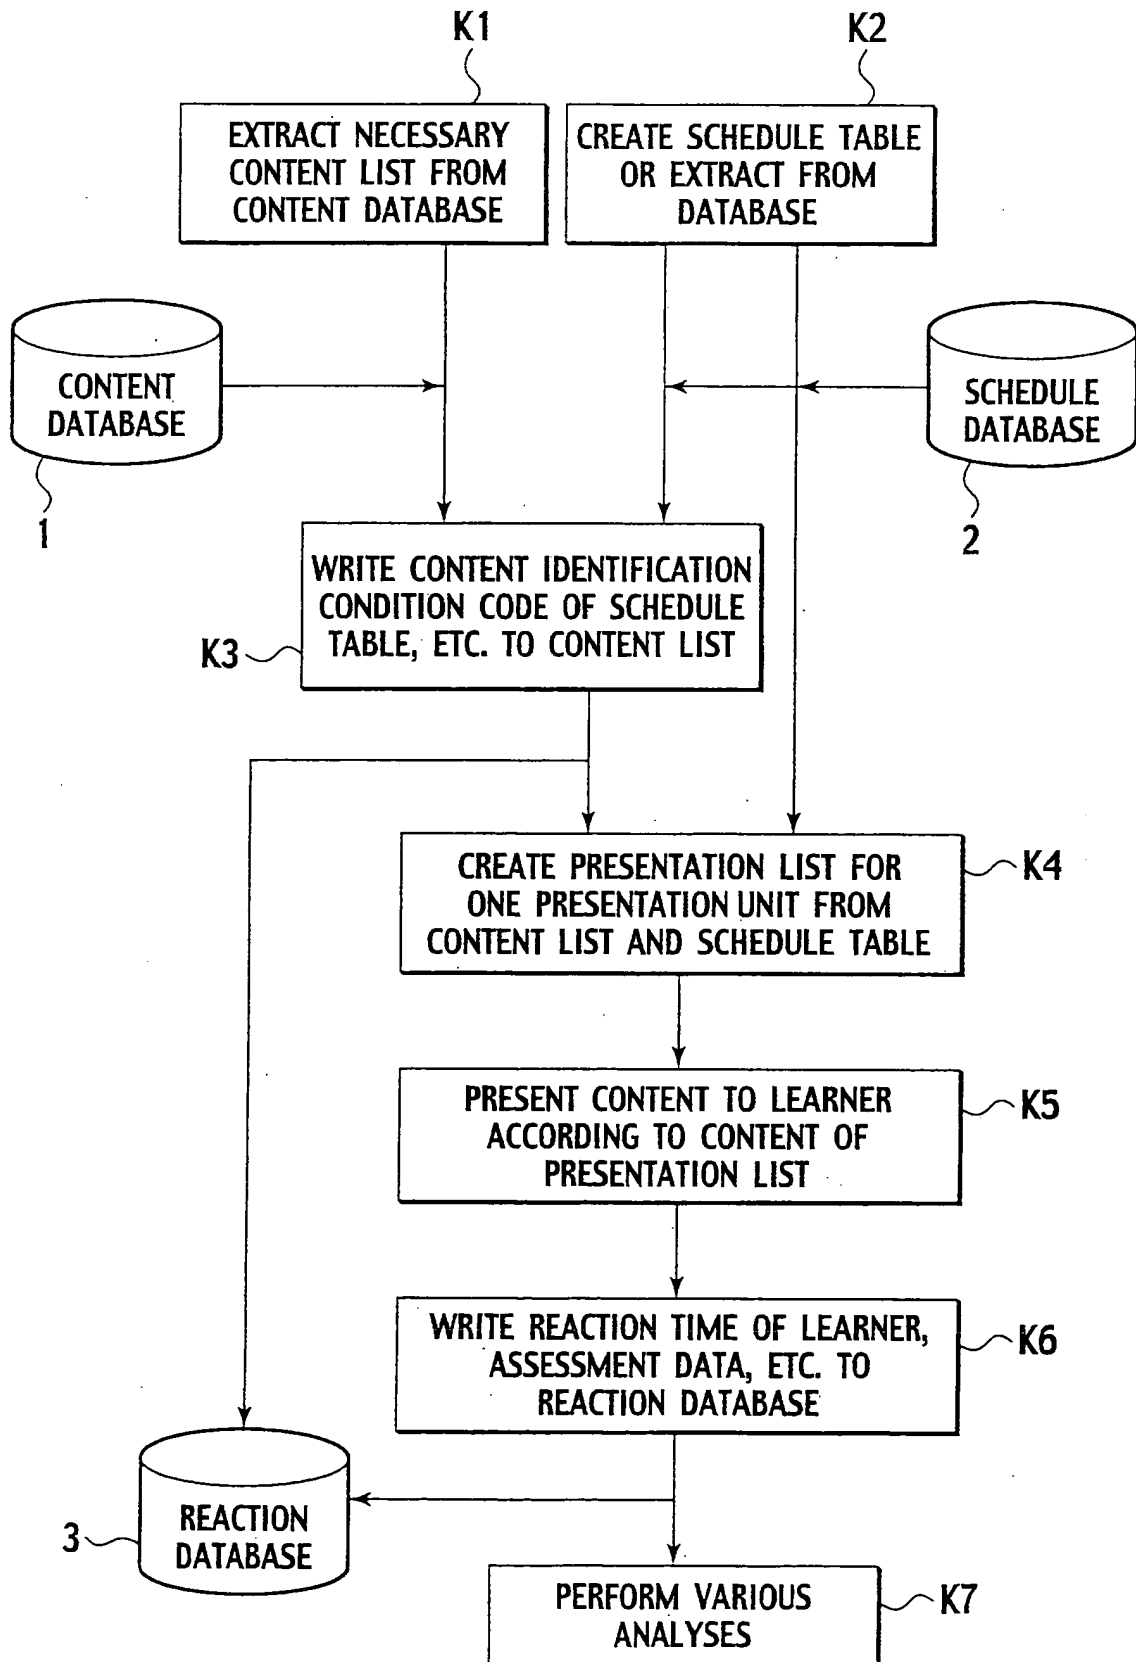 K1
K2
EXTRACT NECESSARY
CONTENT LIST FROM
CONTENT DATABASE
CREATE SCHEDULE TABLE
OR EXTRACT FROM
DATABASE
CONTENT
DATABASE
1
SCHEDULE
DATABASE
2
WRITE CONTENT IDENTIFICATION
CONDITION CODE OF SCHEDULE
TABLE, ETC. TO CONTENT LIST
K3
CREATE PRESENTATION LIST FOR
ONE PRESENTATION UNIT FROM
CONTENT LIST AND SCHEDULE TABLE
K4
PRESENT CONTENT TO LEARNER
ACCORDING TO CONTENT OF
PRESENTATION LIST
K5
WRITE REACTION TIME OF LEARNER,
ASSESSMENT DATA, ETC. TO
REACTION DATABASE
K6
REACTION
DATABASE
3
PERFORM VARIOUS
ANALYSES
K7